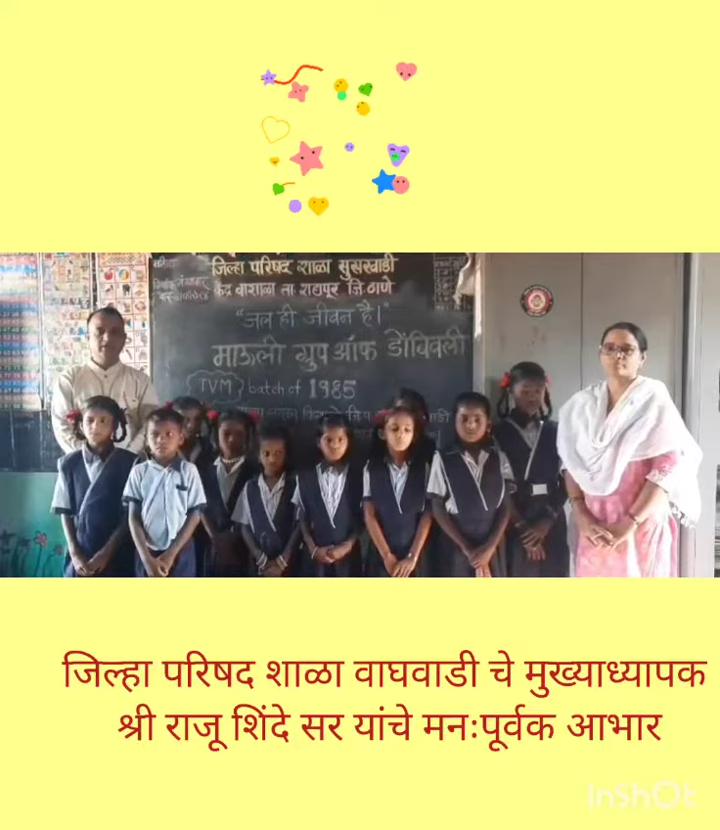 जिल्हा परिषद शाळा सुसरवाडी
केंद्र वाशाळा ता. शहापूर जि. ठाणे
"जल ही जीवन है।"
माऊली ग्रुप ऑफ डोंबिवली
(TVM) batch of 1985
जिल्हा परिषद शाळा वाघवाडी चे मुख्याध्यापक
श्री राजू शिंदे सर यांचे मनःपूर्वक आभार
InShOt